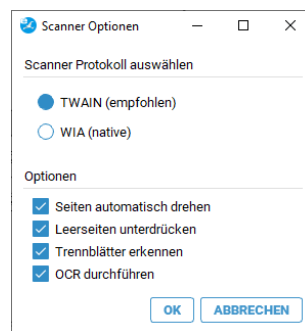 Scanner Optionen
Scanner Protokoll auswählen
TWAIN (empfohlen)
WIA (native)
Optionen
Seiten automatisch drehen
Leerseiten unterdrücken
Trennblätter erkennen
OCR durchführen
OK ABBRECHEN